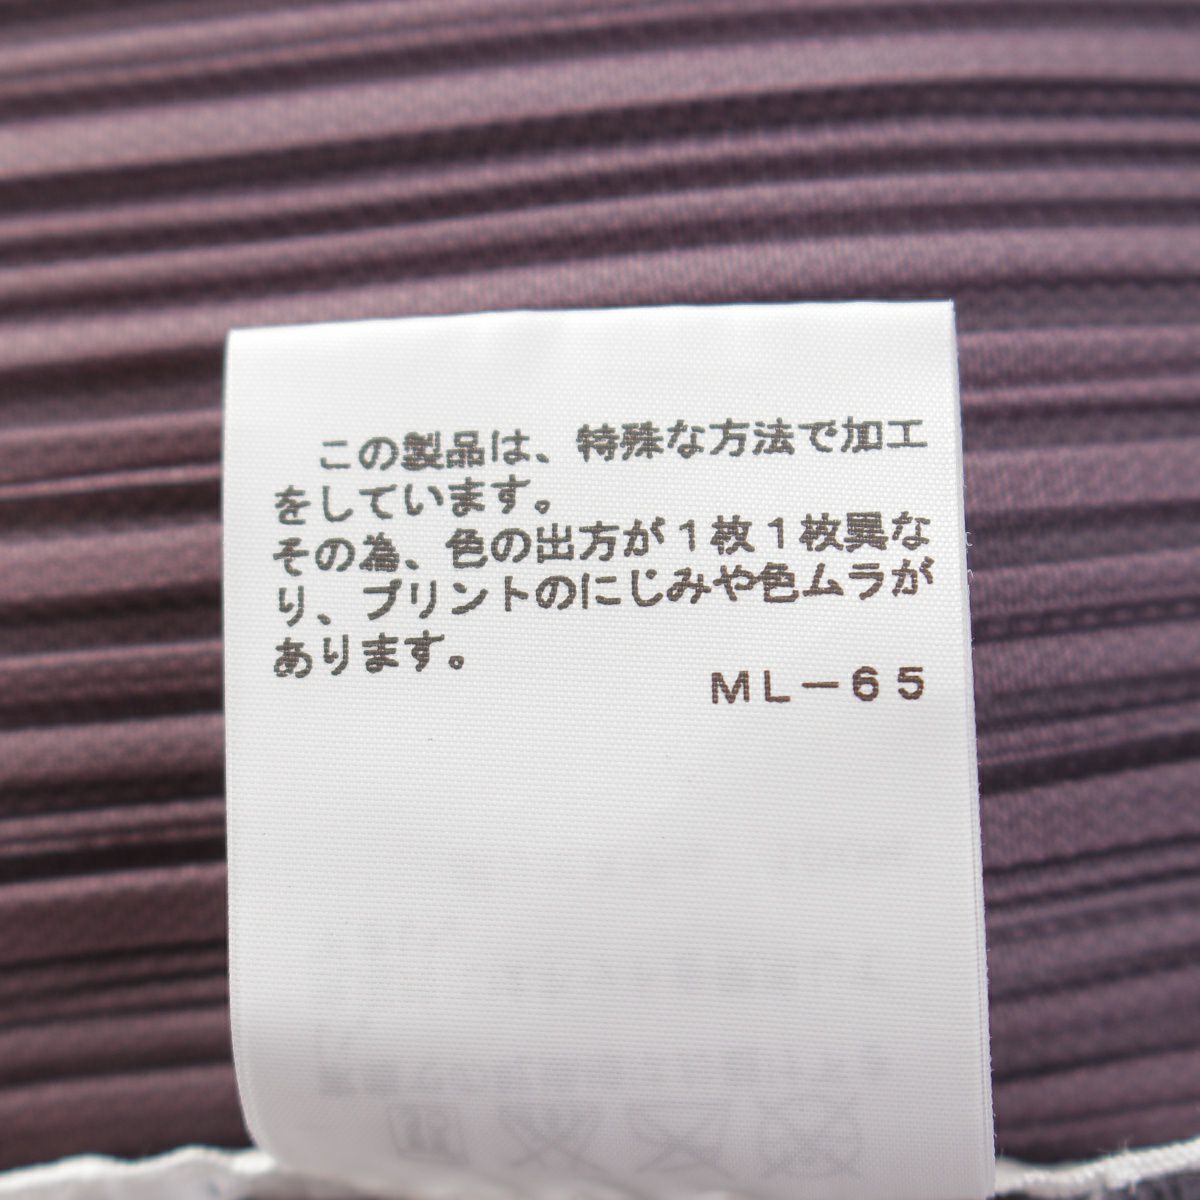 この製品は、特殊な方法で加工
をしています。
その為、色の出方が1枚1枚異な
り、プリントのにじみや色ムラが
あります。
ML-65